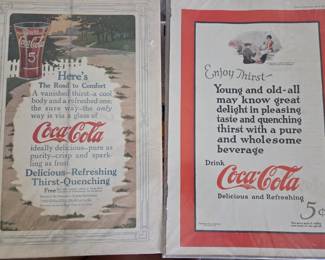 Coca-Cola
5¢
Here's
The Road to Comfort
A vanished thirst—a cool
body and a refreshed one;
the sure way—the only
way is via a glass of
Coca-Cola
ideally delicious—pure as
purity—crisp and spark-
ling as frost.
Delicious—Refreshing
Thirst-Quenching
Free
Enjoy Thirst—
Young and old-all
may know great
delight in pleasing
taste and quenching
thirst with a pure
and wholesome
beverage
Drink
Coca-Cola
Delicious and Refreshing
5¢